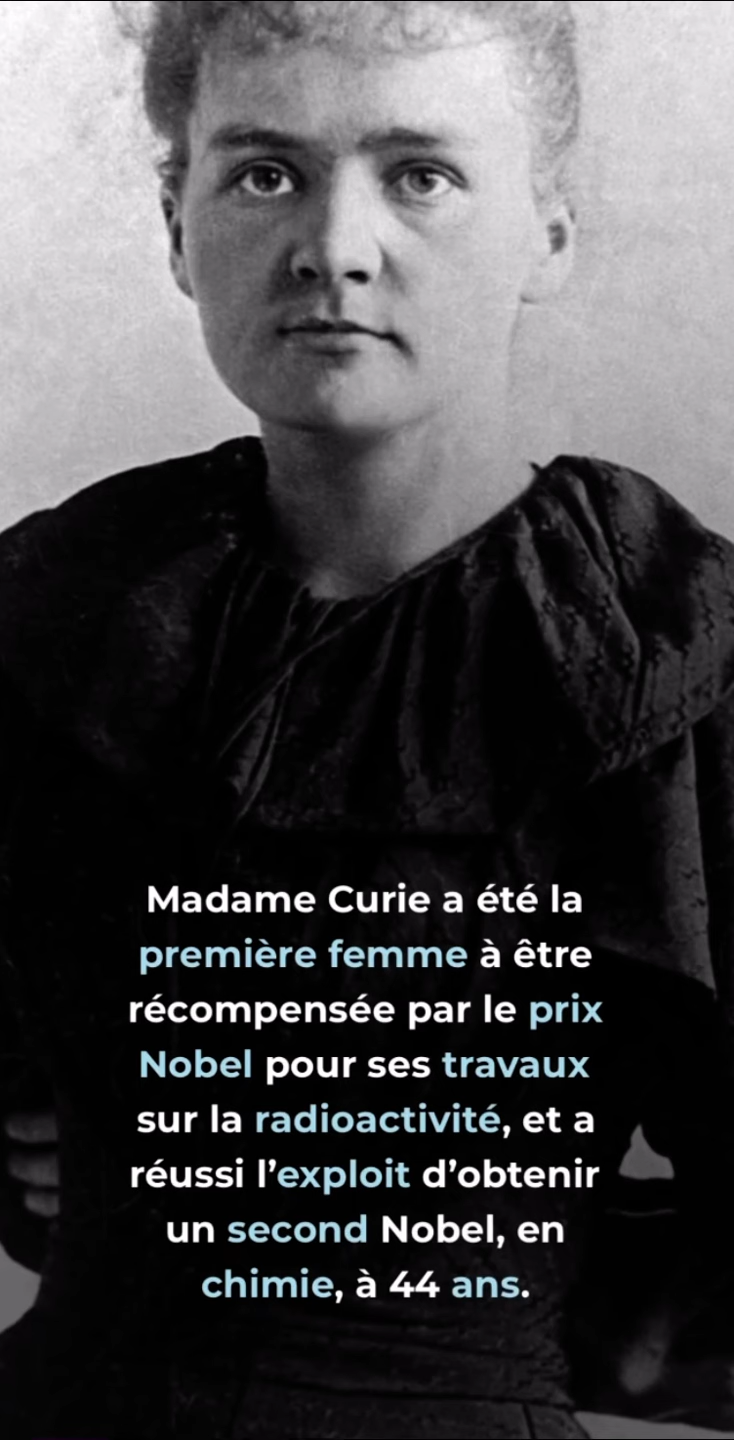 Madame Curie a été la
première femme à être
récompensée par le prix
Nobel pour ses travaux
sur la radioactivité, et a
réussi l’exploit d’obtenir
un second Nobel, en
chimie, à 44 ans.